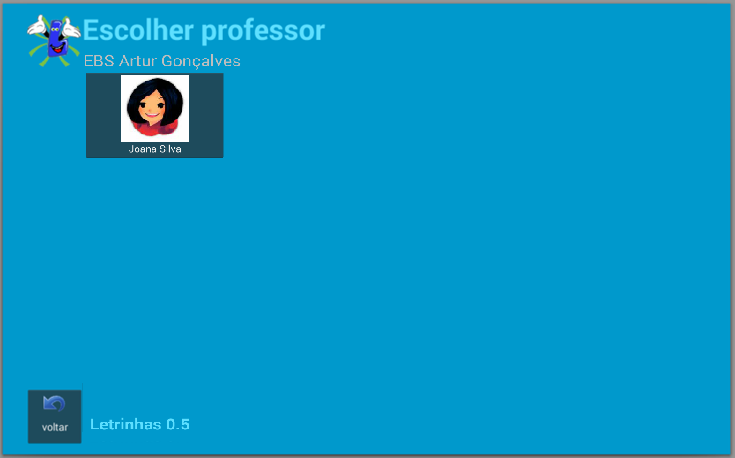 Escolher professor
EBS Artur Gonçalves
Joana Silva
voltar
Letrinhas 0.5